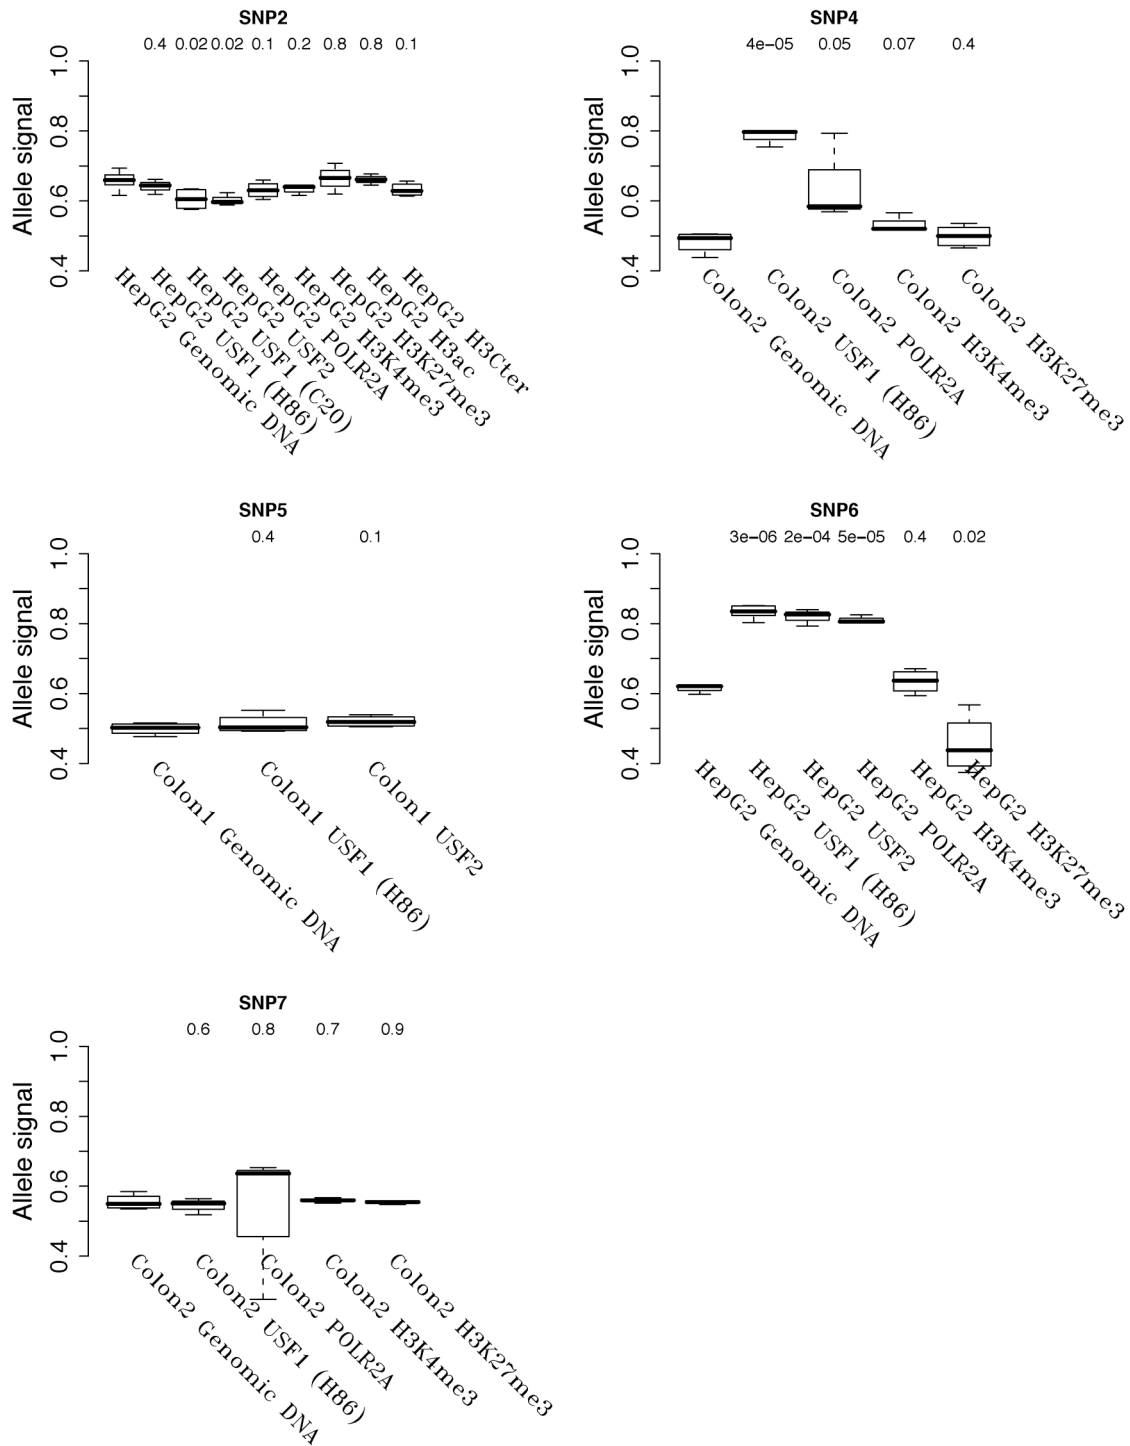 SNP2
0.4 0.02 0.02 0.1 0.2 0.8 0.8 0.1
Allele signal
1.0
0.8
0.6
0.4
HepG2 Genomic DNA
HepG2 USF1 (H86)
HepG2 USF1 (C20)
HepG2 USF2
HepG2 POLR2A
HepG2 H3K4me3
HepG2 H3K27me3
HepG2 H3ac
HepG2 H3Cter
SNP4
4e−05 0.05 0.07 0.4
Allele signal
1.0
0.8
0.6
0.4
Colon2 Genomic DNA
Colon2 USF1 (H86)
Colon2 POLR2A
Colon2 H3K4me3
Colon2 H3K27me3
SNP5
0.4 0.1
Allele signal
1.0
0.8
0.6
0.4
Colon1 Genomic DNA
Colon1 USF1 (H86)
Colon1 USF2
SNP6
3e−06 2e−04 5e−05 0.4 0.02
Allele signal
1.0
0.8
0.6
0.4
HepG2 Genomic DNA
HepG2 USF1 (H86)
HepG2 USF2
HepG2 POLR2A
HepG2 H3K4me3
HepG2 H3K27me3
SNP7
0.6 0.8 0.7 0.9
Allele signal
1.0
0.8
0.6
0.4
Colon2 Genomic DNA
Colon2 USF1 (H86)
Colon2 POLR2A
Colon2 H3K4me3
Colon2 H3K27me3